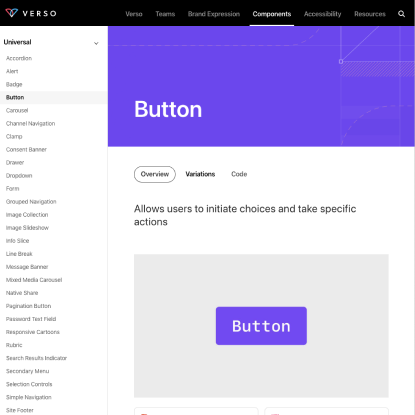 VERSO
Verso Teams Brand Expression Components Accessibility Resources
Universal
Accordion
Alert
Badge
Button
Carousel
Channel Navigation
Clamp
Consent Banner
Drawer
Dropdown
Form
Grouped Navigation
Image Collection
Image Slideshow
Info Slice
Line Break
Message Banner
Mixed Media Carousel
Native Share
Pagination Button
Password Text Field
Responsive Cartoons
Rubric
Search Results Indicator
Secondary Menu
Selection Controls
Simple Navigation
Site Footer
Button
Overview Variations Code
Allows users to initiate choices and take specific
actions
Button